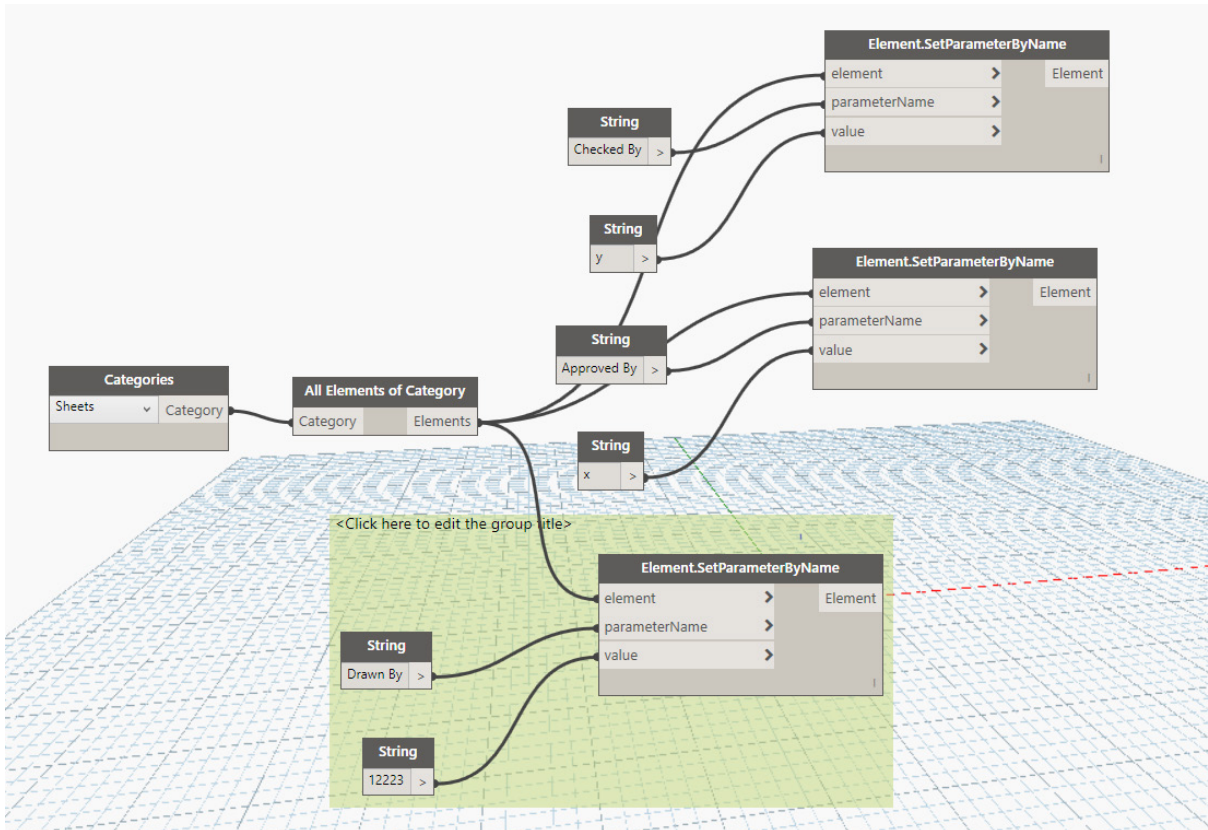 Element.SetParameterByName
element > Element
parameterName >
value >
String
Checked By >
String
y >
Element.SetParameterByName
element > Element
parameterName >
value >
String
Approved By >
Categories
Sheets Category
All Elements of Category
Category Elements
String
x >
<Click here to edit the group title>
Element.SetParameterByName
element > Element
parameterName >
value >
String
Drawn By >
String
12223 >